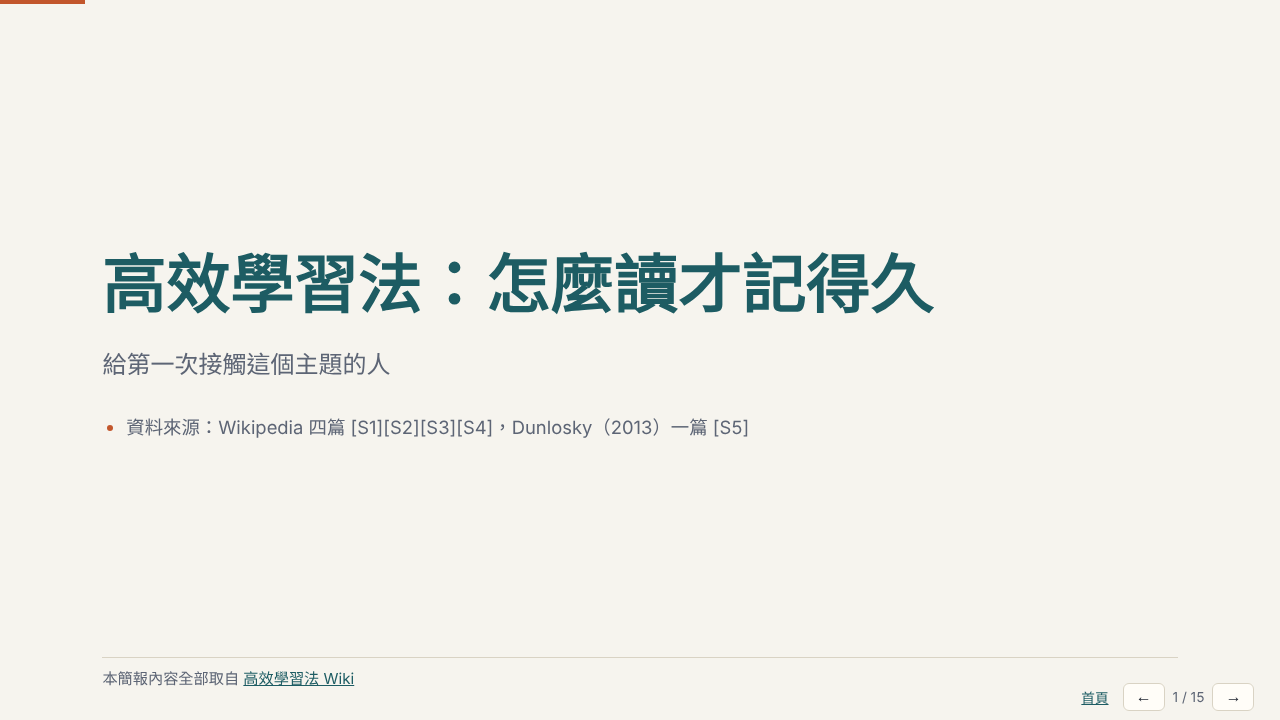 高效學習法：怎麼讀才記得久
給第一次接觸這個主題的人
• 資料來源：Wikipedia 四篇 [S1][S2][S3][S4]，Dunlosky（2013）一篇 [S5]
本簡報內容全部取自 高效學習法 Wiki
首頁 ← 1 / 15 →